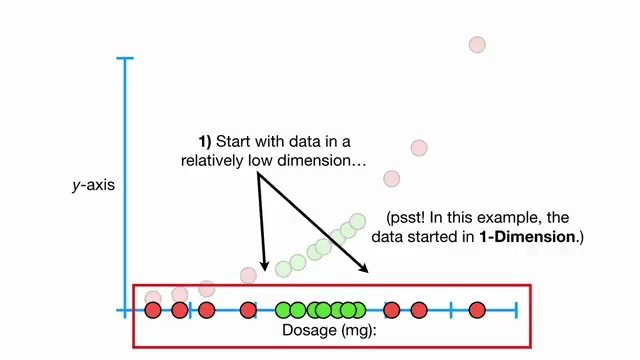 1) Start with data in a
relatively low dimension…
y-axis
(psst! In this example, the
data started in 1-Dimension.)
Dosage (mg):